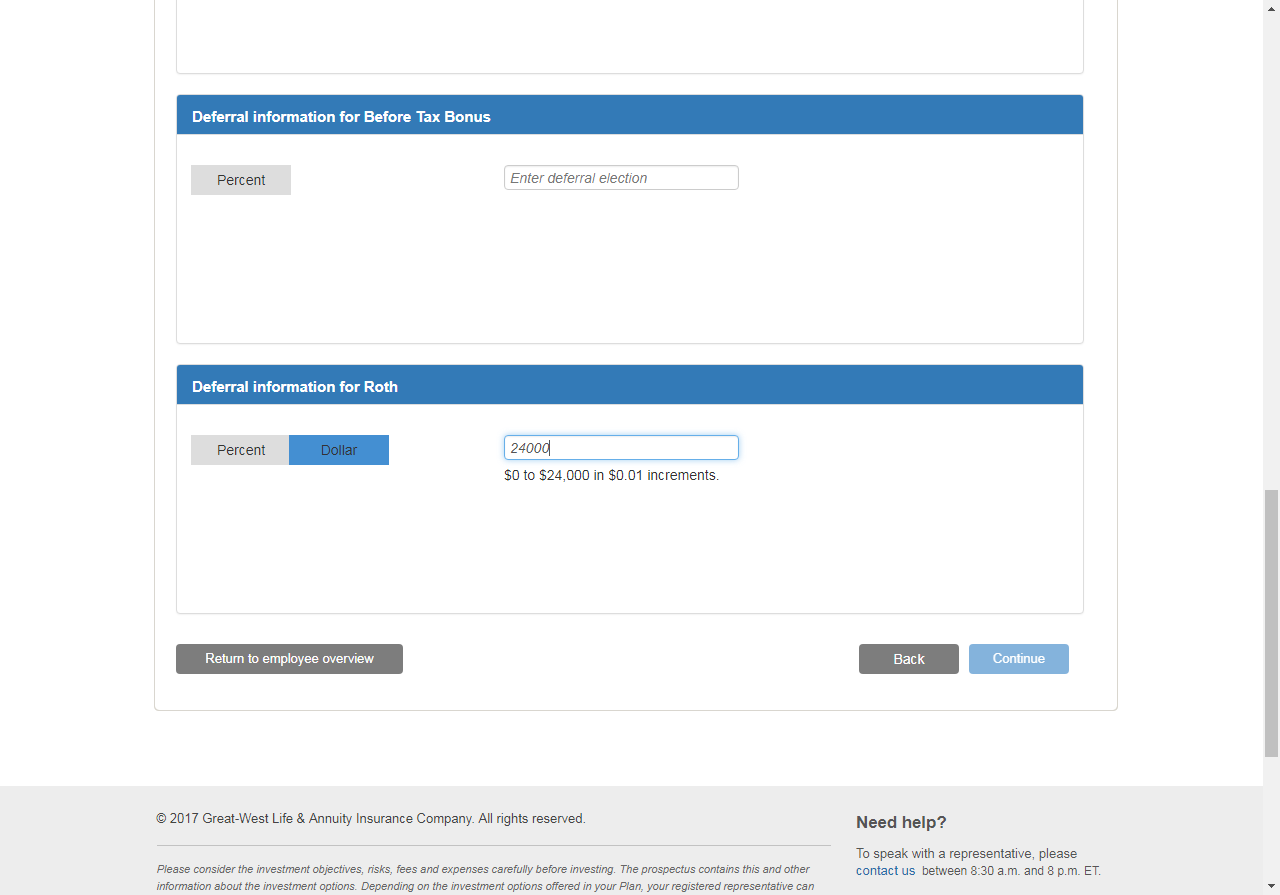 Deferral information for Before Tax Bonus
Percent
Enter deferral election
Deferral information for Roth
Percent Dollar
24000
$0 to $24,000 in $0.01 increments.
Return to employee overview
Back
Continue
© 2017 Great-West Life & Annuity Insurance Company. All rights reserved.
Please consider the investment objectives, risks, fees and expenses carefully before investing. The prospectus contains this and other
information about the investment options. Depending on the investment options offered in your Plan, your registered representative can
Need help?
To speak with a representative, please
contact us between 8:30 a.m. and 8 p.m. ET.